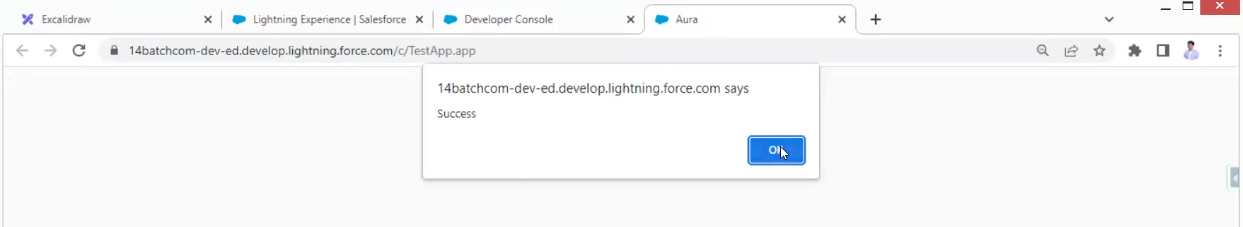 Excalidraw
Lightning Experience | Salesforce
Developer Console
Aura
14batchcom-dev-ed.develop.lightning.force.com/c/TestApp.app
14batchcom-dev-ed.develop.lightning.force.com says
Success
OK